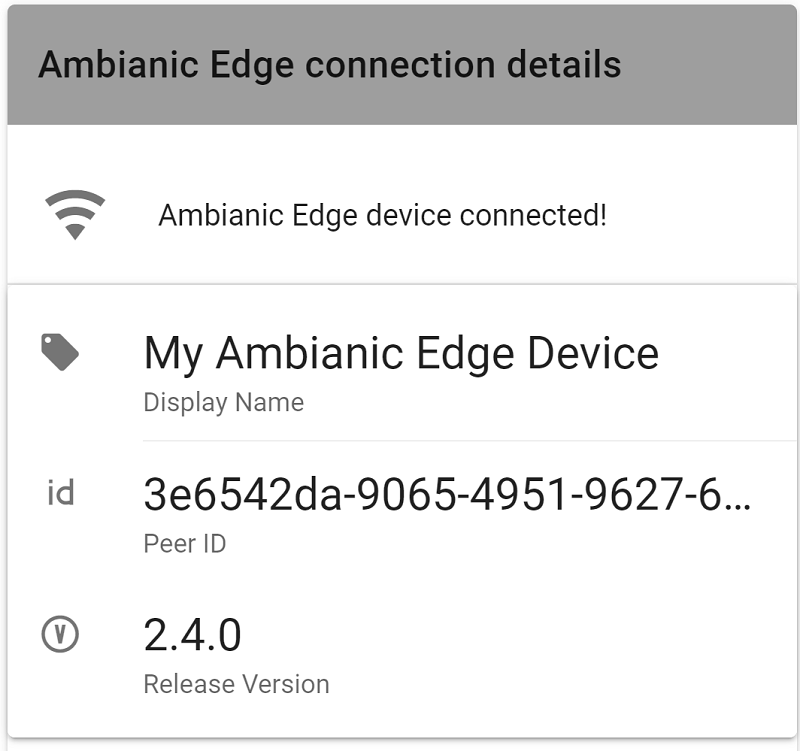 Ambianic Edge connection details
Ambianic Edge device connected!
My Ambianic Edge Device
Display Name
id
3e6542da-9065-4951-9627-6...
Peer ID
V
2.4.0
Release Version